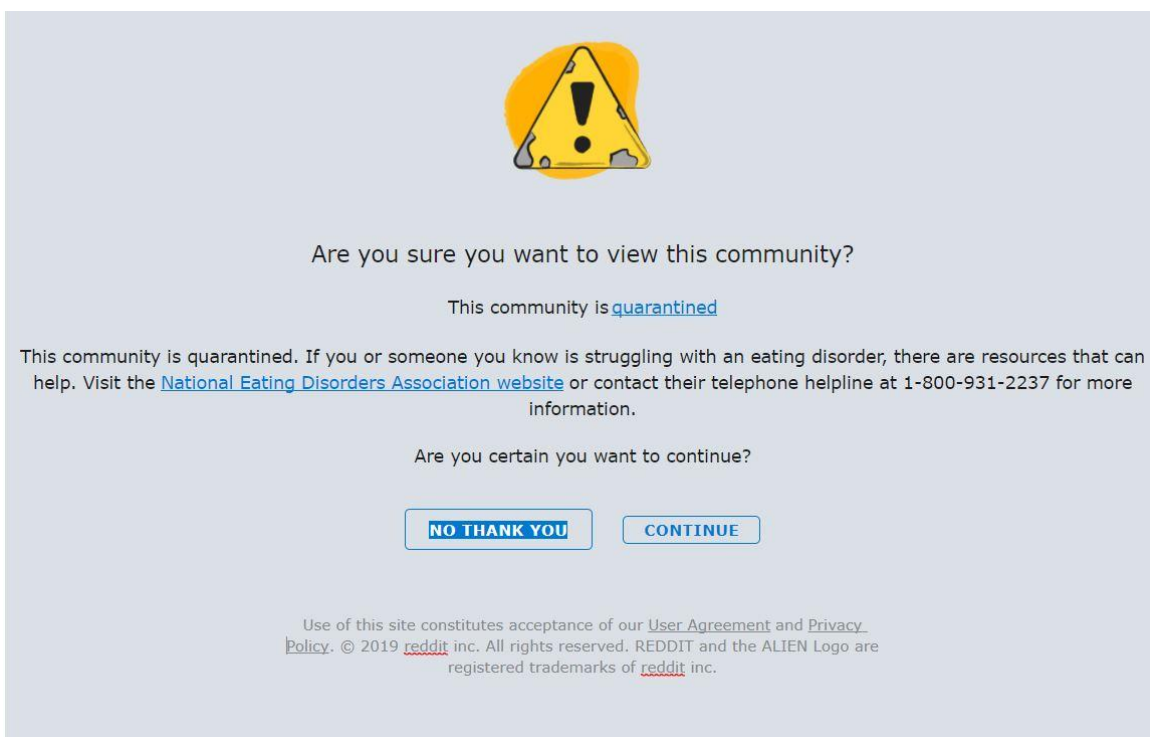 Are you sure you want to view this community?
This community is quarantined
This community is quarantined. If you or someone you know is struggling with an eating disorder, there are resources that can
help. Visit the National Eating Disorders Association website or contact their telephone helpline at 1-800-931-2237 for more
information.
Are you certain you want to continue?
NO THANK YOU CONTINUE
Use of this site constitutes acceptance of our User Agreement and Privacy
Policy. © 2019 reddit inc. All rights reserved. REDDIT and the ALIEN Logo are
registered trademarks of reddit inc.